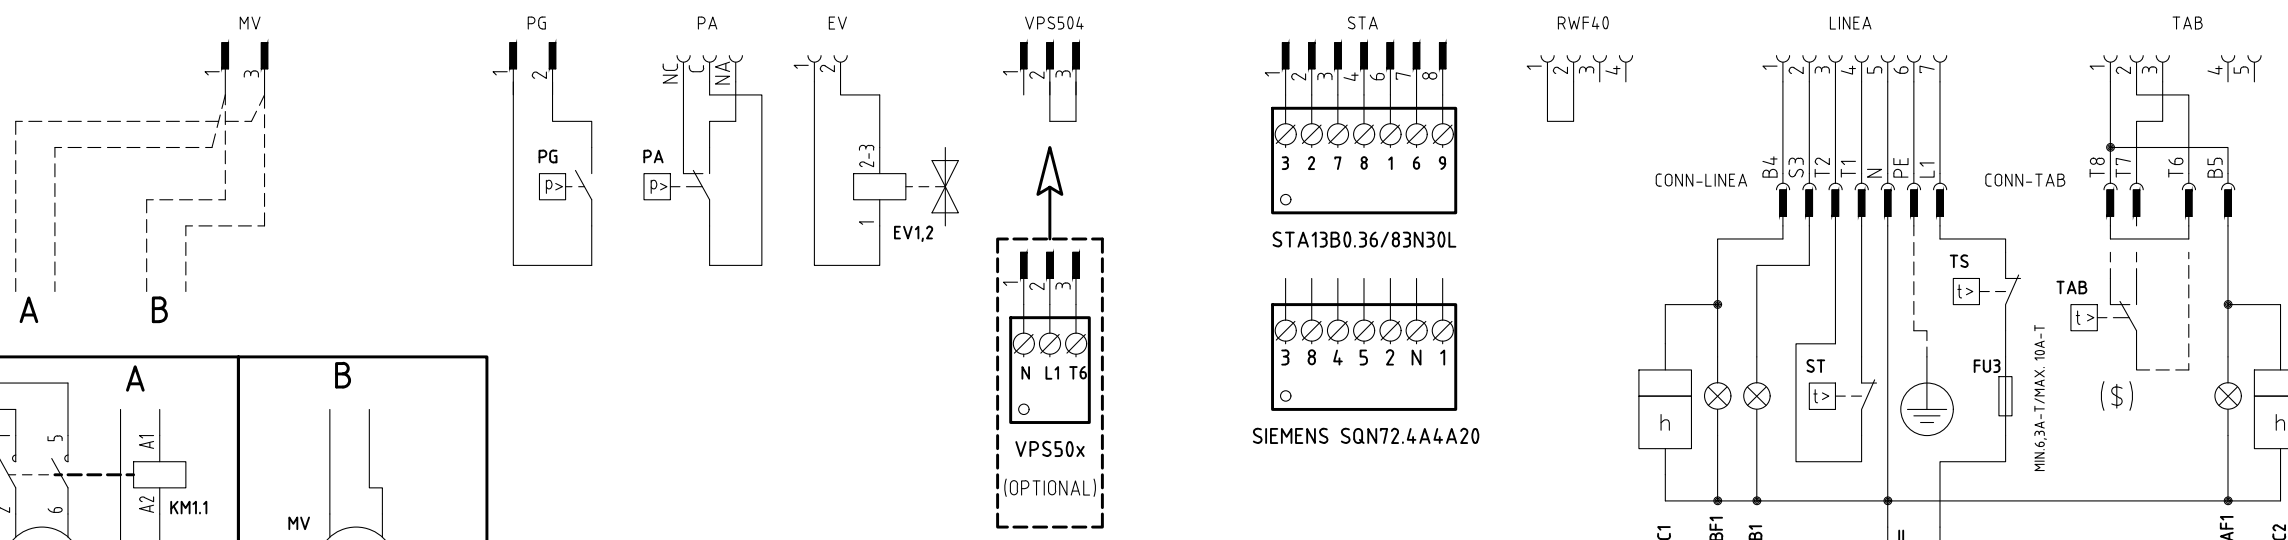 MV PG PA EV VPS504 STA RWF40 LINEA TAB
1 3
1 2
NC C NA
1 2
1 2 3
1 2 3 4 6 7 8
1 2 3 4
1 2 3 4 5 6 7
1 2 3 4 5
PG
p>
PA
p>
2-3
1
EV1,2
3 2 7 8 1 6 9
STA13B0.36/83N30L
CONN-LINEA
B4 S3 T2 T1 N PE L1
CONN-TAB
T8 T7 T6 B5
A B
1 2 3
N L1 T6
VPS50x
(OPTIONAL)
3 8 4 5 2 N 1
SIEMENS SQN72.4A4A20
TS
t>
TAB
t>
ST
t>
FU3
MIN.6,3A-T/MAX. 10A-T
($)
h
h
A B
1 5
A1
2 6
A2
KM1.1
MV
C1 BF1 B1 AF1 C2